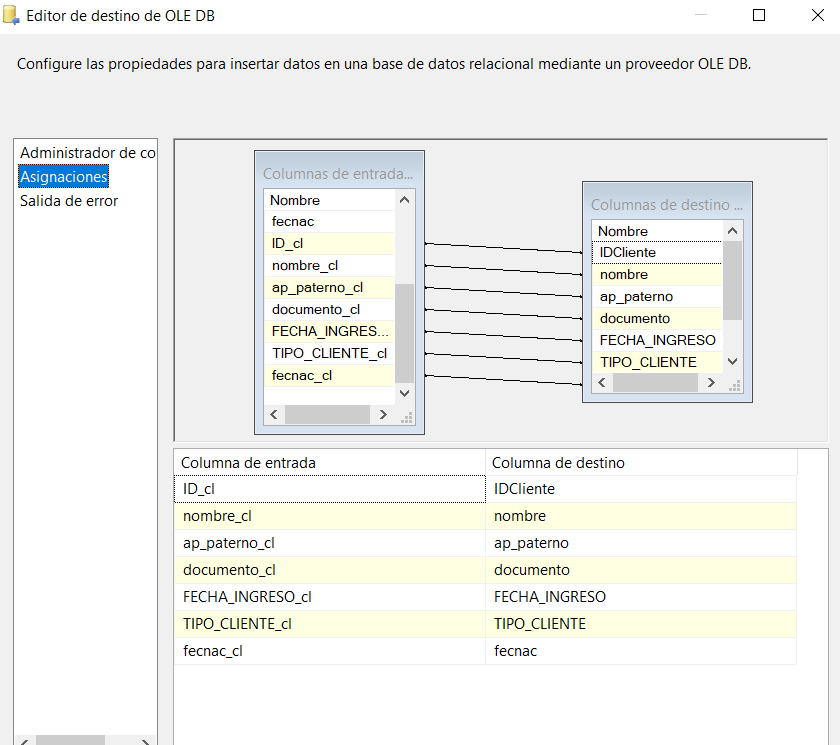 Editor de destino de OLE DB
Configure las propiedades para insertar datos en una base de datos relacional mediante un proveedor OLE DB.
Administrador de co
Asignaciones
Salida de error
Columnas de entrada...
Nombre
fecnac
ID_cl
nombre_cl
ap_paterno_cl
documento_cl
FECHA_INGRES...
TIPO_CLIENTE_cl
fecnac_cl
Columnas de destino ...
Nombre
IDCliente
nombre
ap_paterno
documento
FECHA_INGRESO
TIPO_CLIENTE
Columna de entrada Columna de destino
ID_cl IDCliente
nombre_cl nombre
ap_paterno_cl ap_paterno
documento_cl documento
FECHA_INGRESO_cl FECHA_INGRESO
TIPO_CLIENTE_cl TIPO_CLIENTE
fecnac_cl fecnac